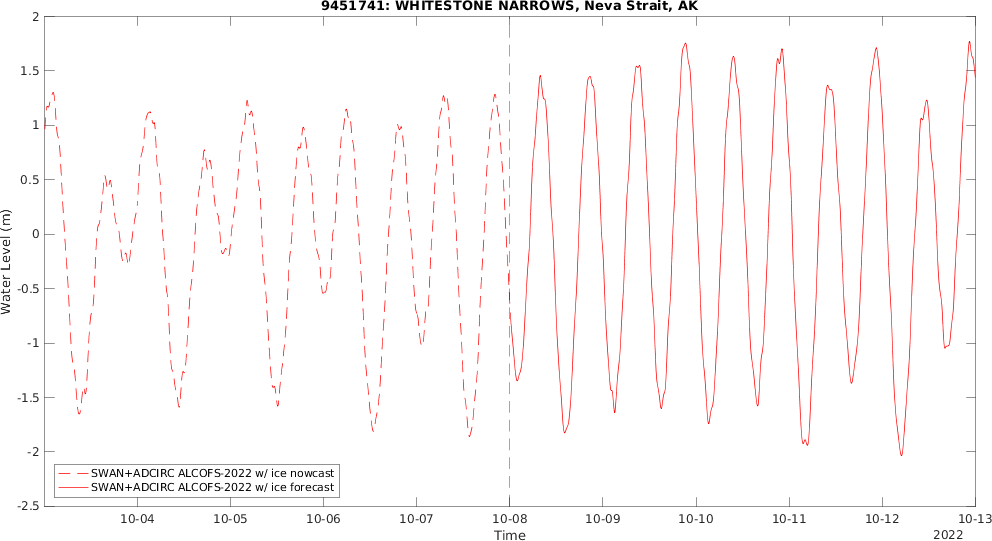 9451741: WHITESTONE NARROWS, Neva Strait, AK
2
1.5
1
0.5
0
-0.5
-1
-1.5
-2
-2.5
Water Level (m)
SWAN+ADCIRC ALCOFS-2022 w/ ice nowcast
SWAN+ADCIRC ALCOFS-2022 w/ ice forecast
10-04 10-05 10-06 10-07 10-08 10-09 10-10 10-11 10-12 10-13
Time
2022